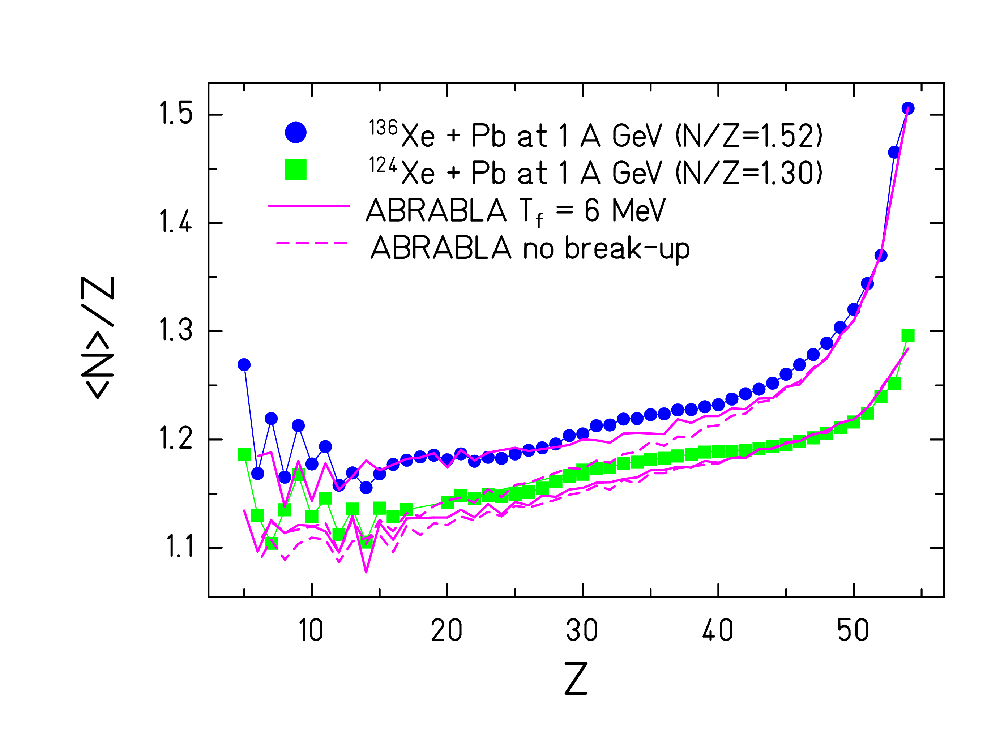 1.5
1.4
1.3
1.2
1.1
<N>/Z
136Xe + Pb at 1 A GeV (N/Z=1.52)
124Xe + Pb at 1 A GeV (N/Z=1.30)
ABRABLA Tf = 6 MeV
ABRABLA no break-up
10 20 30 40 50
Z